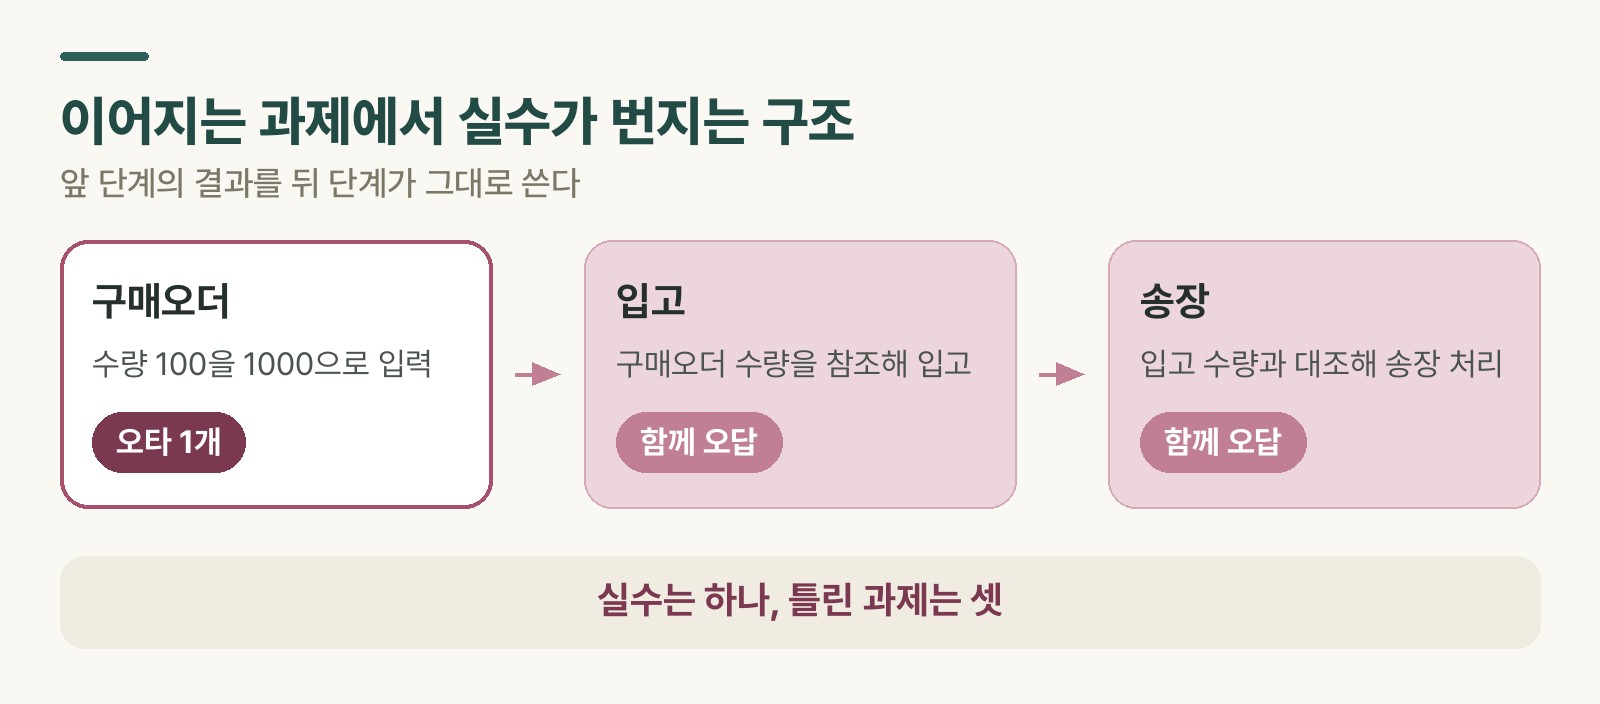 이어지는 과제에서 실수가 번지는 구조
앞 단계의 결과를 뒤 단계가 그대로 쓴다
구매오더
수량 100을 1000으로 입력
오타 1개
입고
구매오더 수량을 참조해 입고
함께 오답
송장
입고 수량과 대조해 송장 처리
함께 오답
실수는 하나, 틀린 과제는 셋